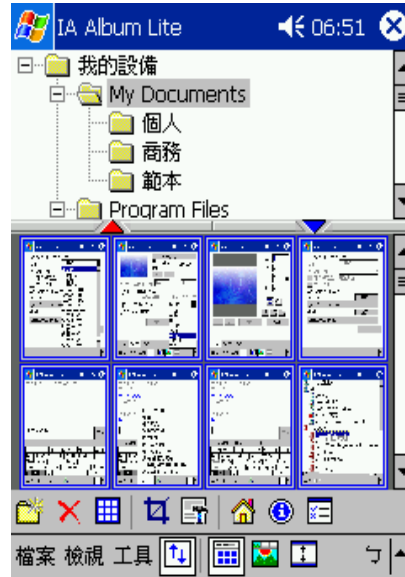 IA Album Lite 06:51
我的設備
My Documents
個人
商務
範本
Program Files
檔案 檢視 工具 ㄅ